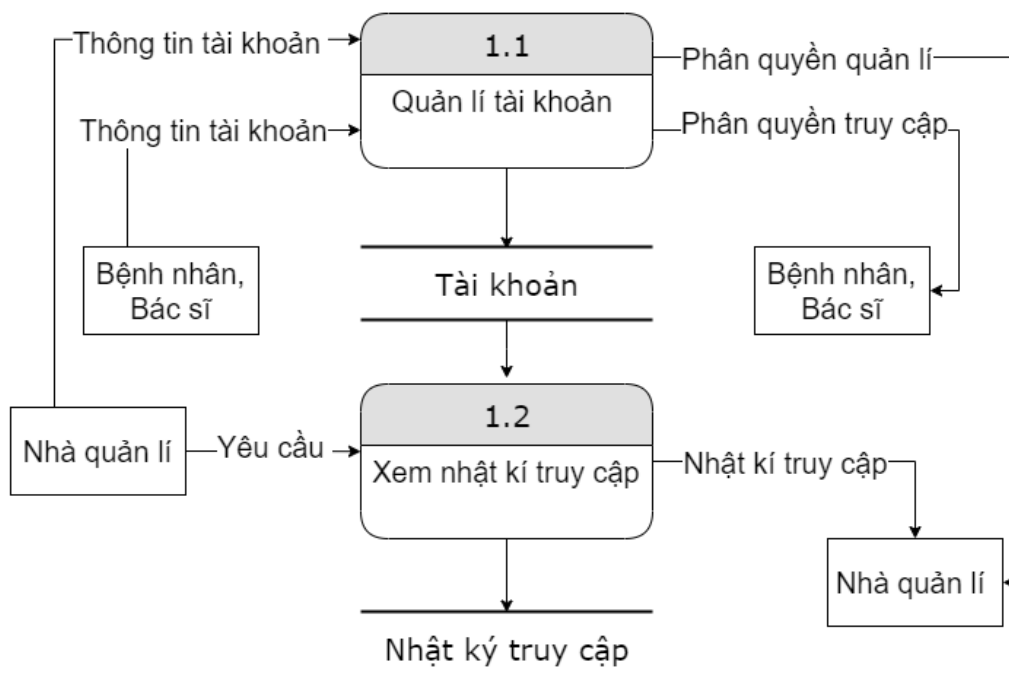 Thông tin tài khoản
1.1
Phân quyền quản lí
Quản lí tài khoản
Thông tin tài khoản
Phân quyền truy cập
Bệnh nhân,
Bác sĩ
Tài khoản
Bệnh nhân,
Bác sĩ
1.2
Nhà quản lí
Yêu cầu
Xem nhật kí truy cập
Nhật kí truy cập
Nhà quản lí
Nhật ký truy cập